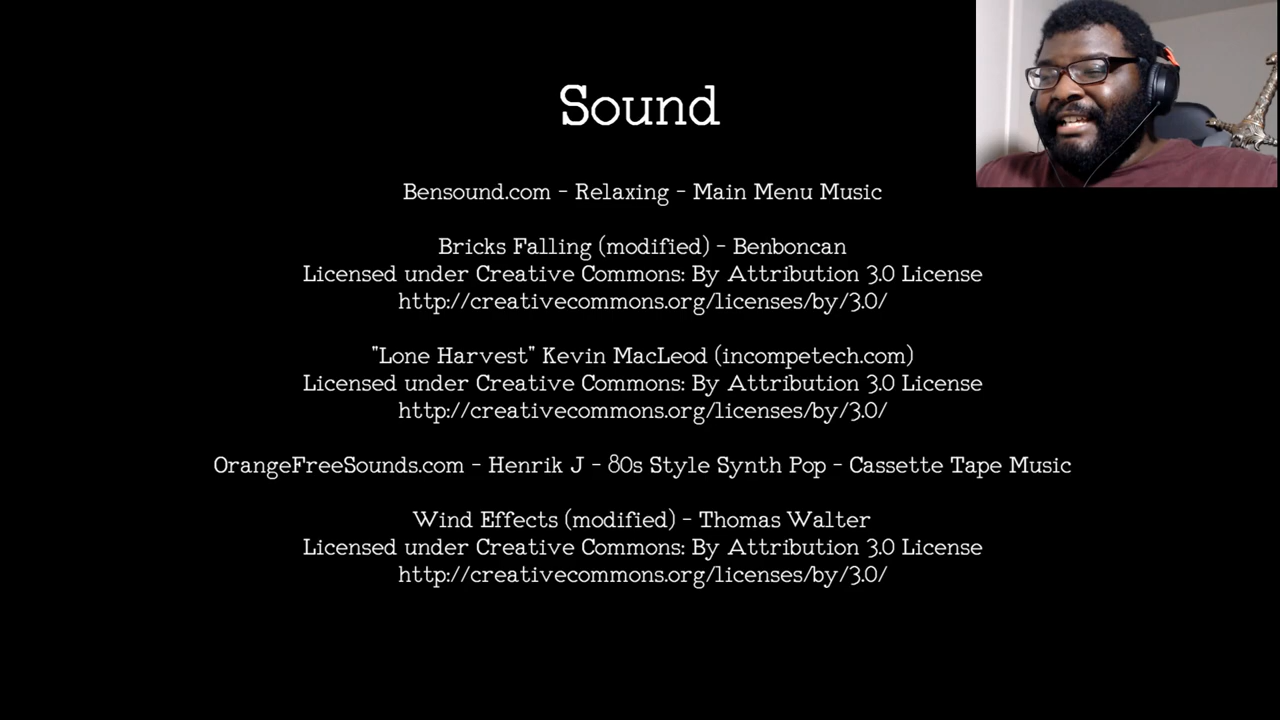 Sound
Bensound.com - Relaxing - Main Menu Music
Bricks Falling (modified) - Benboncan
Licensed under Creative Commons: By Attribution 3.0 License
http://creativecommons.org/licenses/by/3.0/
"Lone Harvest" Kevin MacLeod (incompetech.com)
Licensed under Creative Commons: By Attribution 3.0 License
http://creativecommons.org/licenses/by/3.0/
OrangeFreeSounds.com - Henrik J - 80s Style Synth Pop - Cassette Tape Music
Wind Effects (modified) - Thomas Walter
Licensed under Creative Commons: By Attribution 3.0 License
http://creativecommons.org/licenses/by/3.0/